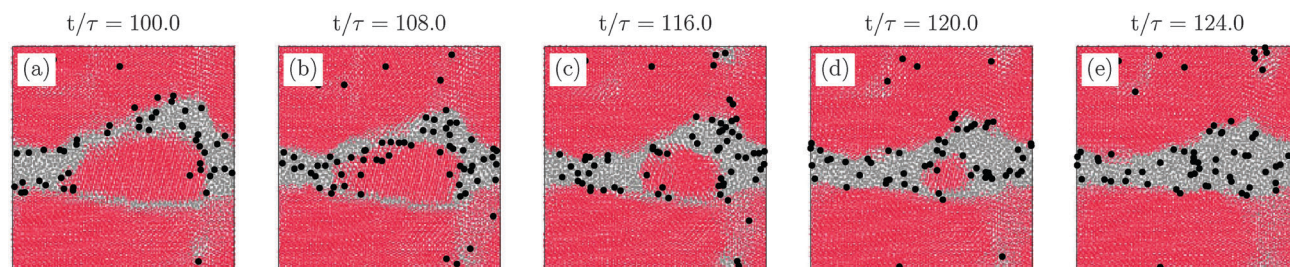 t/τ = 100.0
t/τ = 108.0
t/τ = 116.0
t/τ = 120.0
t/τ = 124.0
(a)
(b)
(c)
(d)
(e)